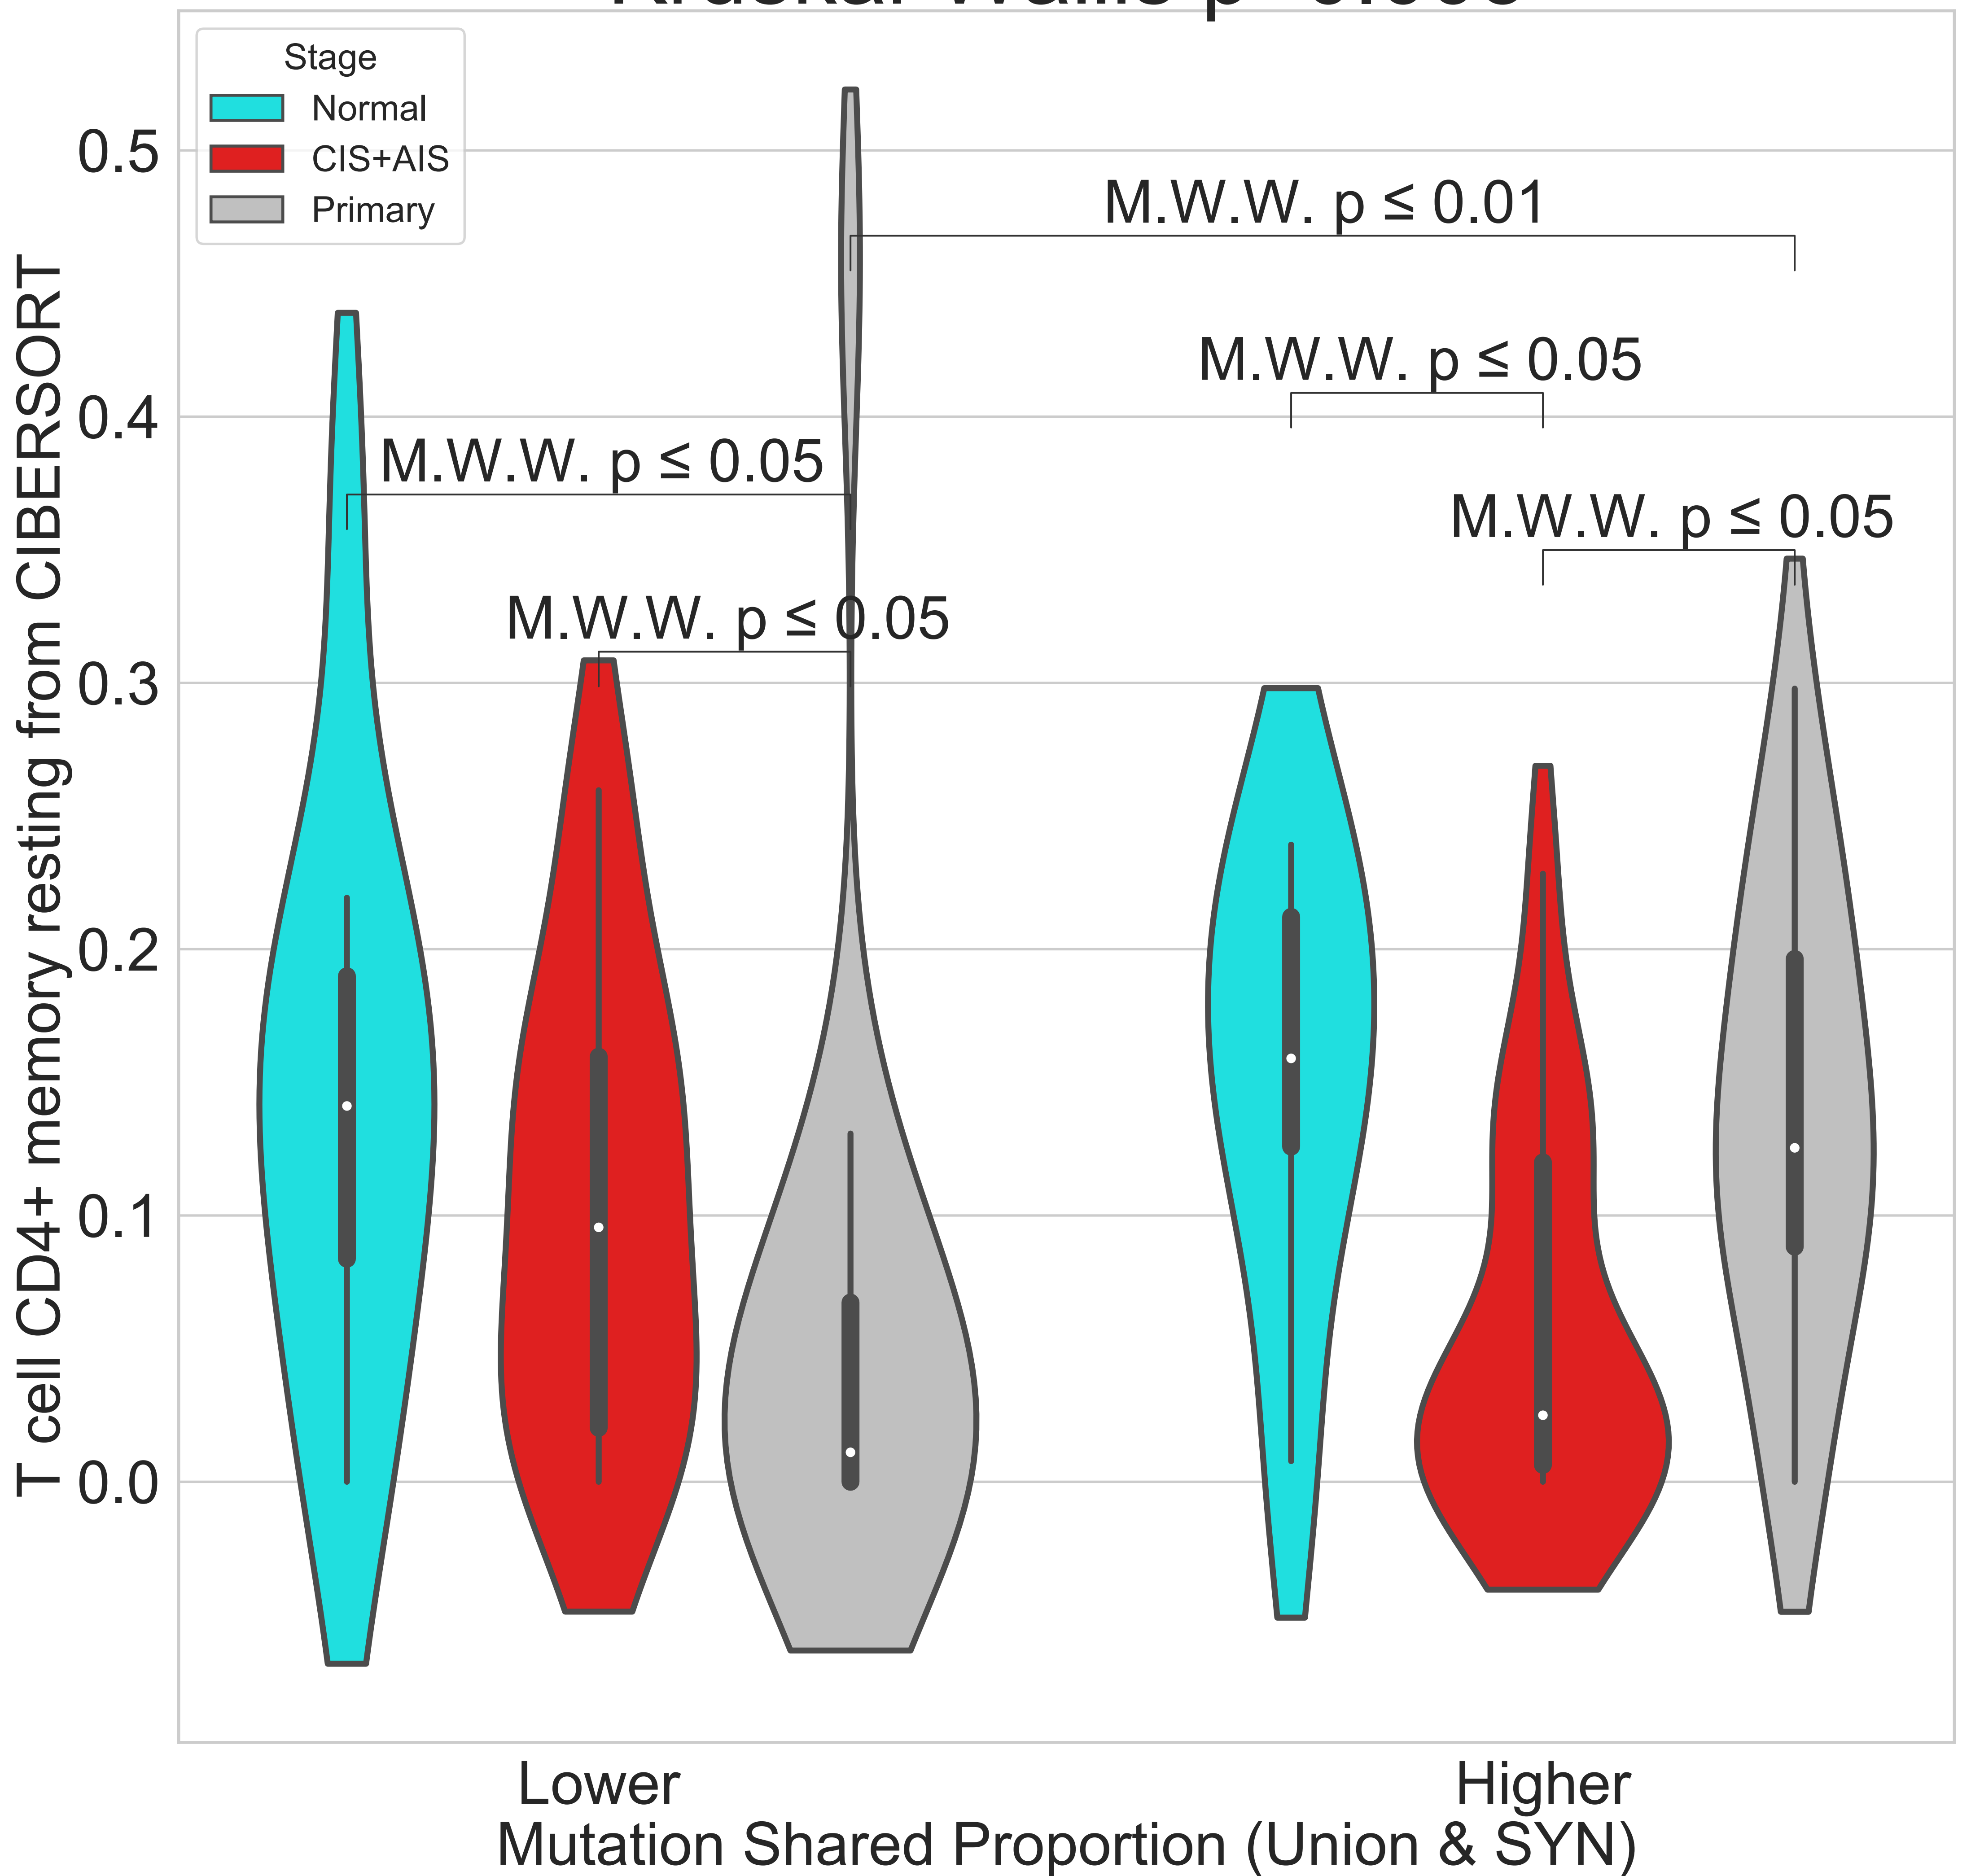 Stage
Normal
CIS+AIS
Primary
0.5
0.4
0.3
0.2
0.1
0.0
T cell CD4+ memory resting from CIBERSORT
M.W.W. p ≤ 0.01
M.W.W. p ≤ 0.05
M.W.W. p ≤ 0.05
M.W.W. p ≤ 0.05
M.W.W. p ≤ 0.05
Lower
Higher
Mutation Shared Proportion (Union & SYN)